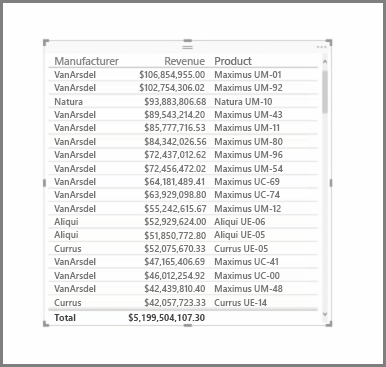 Manufacturer Revenue Product
VanArsdel $106,854,955.00 Maximus UM-01
VanArsdel $102,754,306.02 Maximus UM-92
Natura $93,883,806.68 Natura UM-10
VanArsdel $89,543,214.20 Maximus UM-43
VanArsdel $85,777,716.53 Maximus UM-11
VanArsdel $84,342,026.56 Maximus UM-80
VanArsdel $72,437,012.62 Maximus UM-96
VanArsdel $72,456,472.02 Maximus UM-54
VanArsdel $64,181,489.41 Maximus UC-69
VanArsdel $63,929,098.80 Maximus UC-74
VanArsdel $55,242,615.67 Maximus UM-12
Aliqui $52,929,624.00 Aliqui UE-06
Aliqui $51,850,772.80 Aliqui UE-05
Currus $52,075,670.33 Currus UE-05
VanArsdel $47,165,406.69 Maximus UC-41
VanArsdel $46,012,254.92 Maximus UC-00
VanArsdel $42,439,810.40 Maximus UM-48
Currus $42,057,723.33 Currus UE-14
Total $5,199,504,107.30